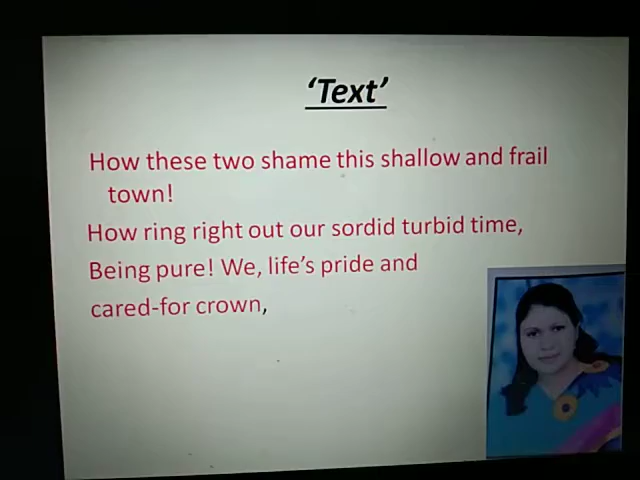 ‘Text’
How these two shame this shallow and frail
town!
How ring right out our sordid turbid time,
Being pure! We, life’s pride and
cared-for crown,